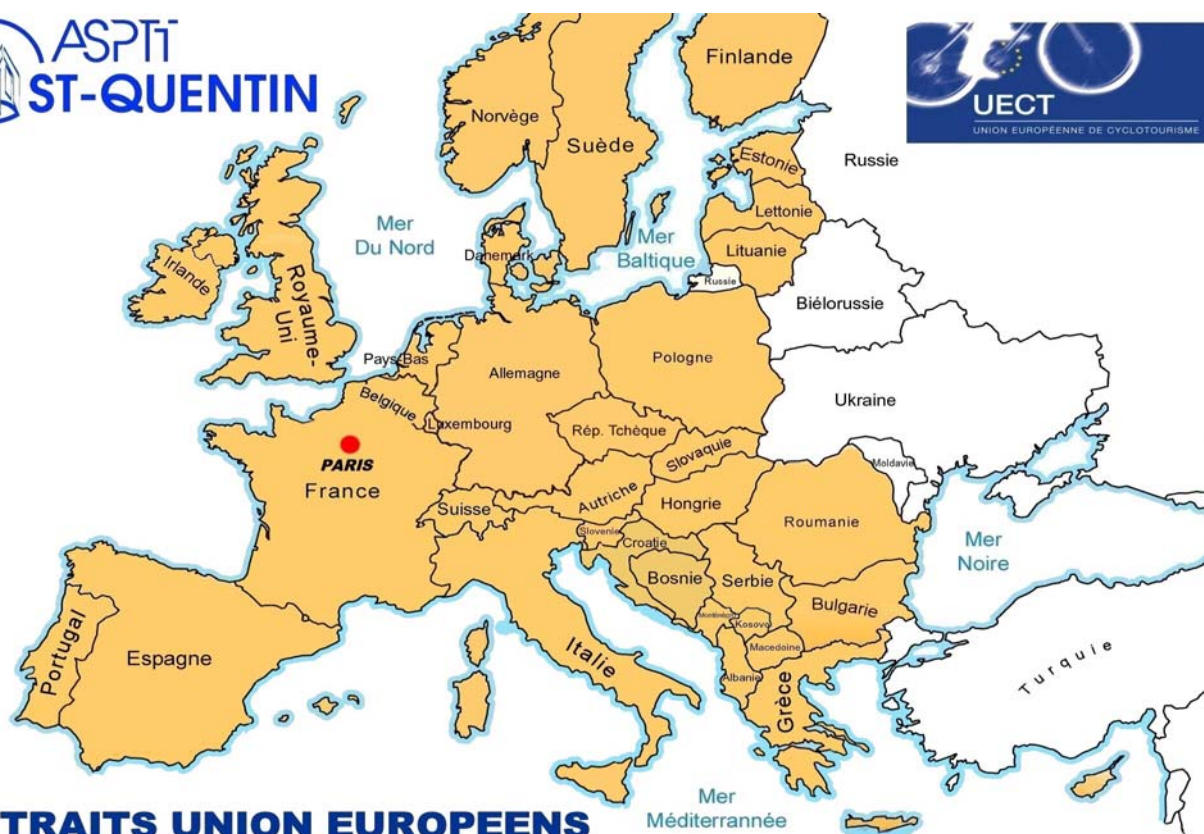 ASPTT
ST-QUENTIN
UECT
UNION EUROPÉENNE DE CYCLOTOURISME
Finlande
Norvège
Suède
Estonie
Russie
Lettonie
Mer
Du Nord
Mer
Baltique
Danemark
Lituanie
Russie
Irlande
Royaume-
Uni
Biélorussie
Pays-Bas
Allemagne
Pologne
Belgique
Luxembourg
Ukraine
Rép. Tchèque
Slovaquie
Moldavie
PARIS
France
Suisse
Autriche
Hongrie
Roumanie
Slovenie
Croatie
Mer
Noire
Bosnie
Serbie
Bulgarie
Monténégro
Kosovo
Macedoine
Portugal
Espagne
Italie
Albanie
Grèce
Turquie
Mer
Méditerrannée
TRAITS UNION EUROPEENS